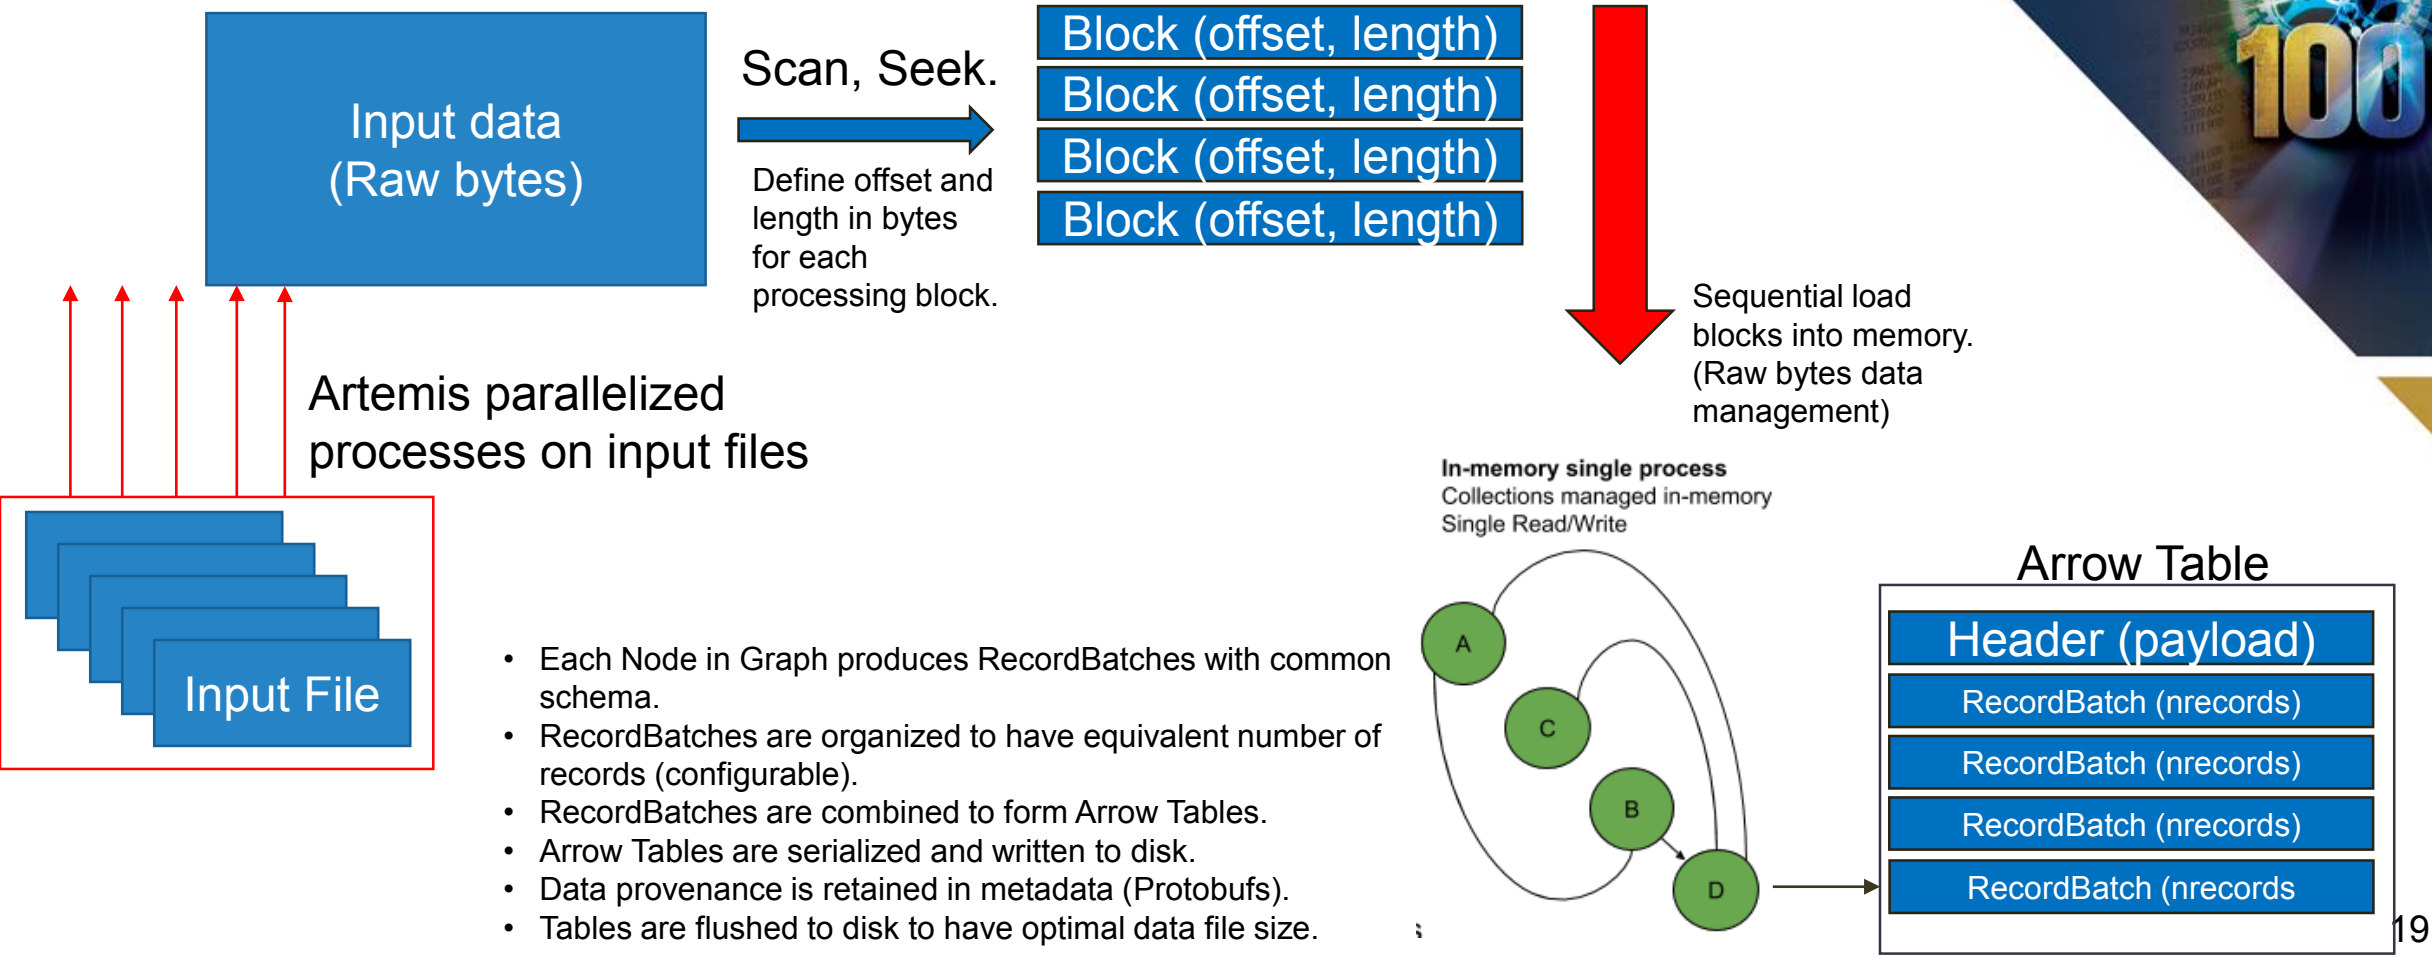 Input data
(Raw bytes)
Scan, Seek.
Define offset and
length in bytes
for each
processing block.
Block (offset, length)
Block (offset, length)
Block (offset, length)
Block (offset, length)
100
Sequential load
blocks into memory.
(Raw bytes data
management)
Artemis parallelized
processes on input files
Input File
In-memory single process
Collections managed in-memory
Single Read/Write
A
C
B
D
Arrow Table
Header (payload)
RecordBatch (nrecords)
RecordBatch (nrecords)
RecordBatch (nrecords)
RecordBatch (nrecords
• Each Node in Graph produces RecordBatches with common
schema.
• RecordBatches are organized to have equivalent number of
records (configurable).
• RecordBatches are combined to form Arrow Tables.
• Arrow Tables are serialized and written to disk.
• Data provenance is retained in metadata (Protobufs).
• Tables are flushed to disk to have optimal data file size.
19